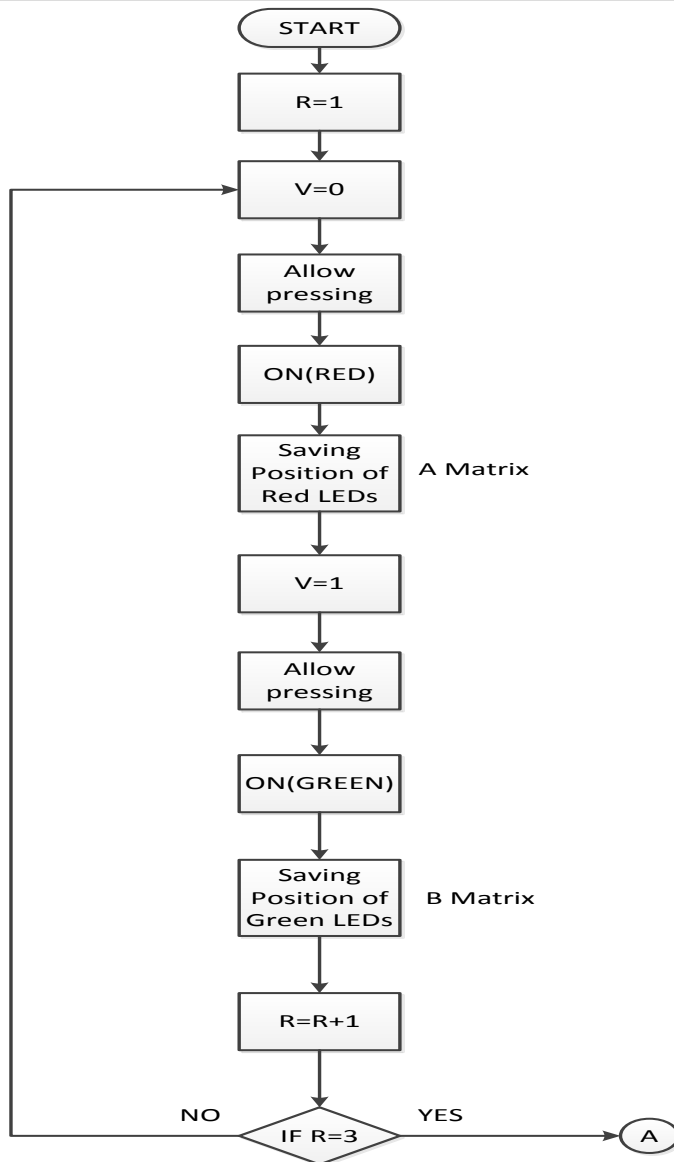 START
R=1
V=0
Allow
pressing
ON(RED)
Saving
Position of
Red LEDs
A Matrix
V=1
Allow
pressing
ON(GREEN)
Saving
Position of
Green LEDs
B Matrix
R=R+1
NO
IF R=3
YES
A